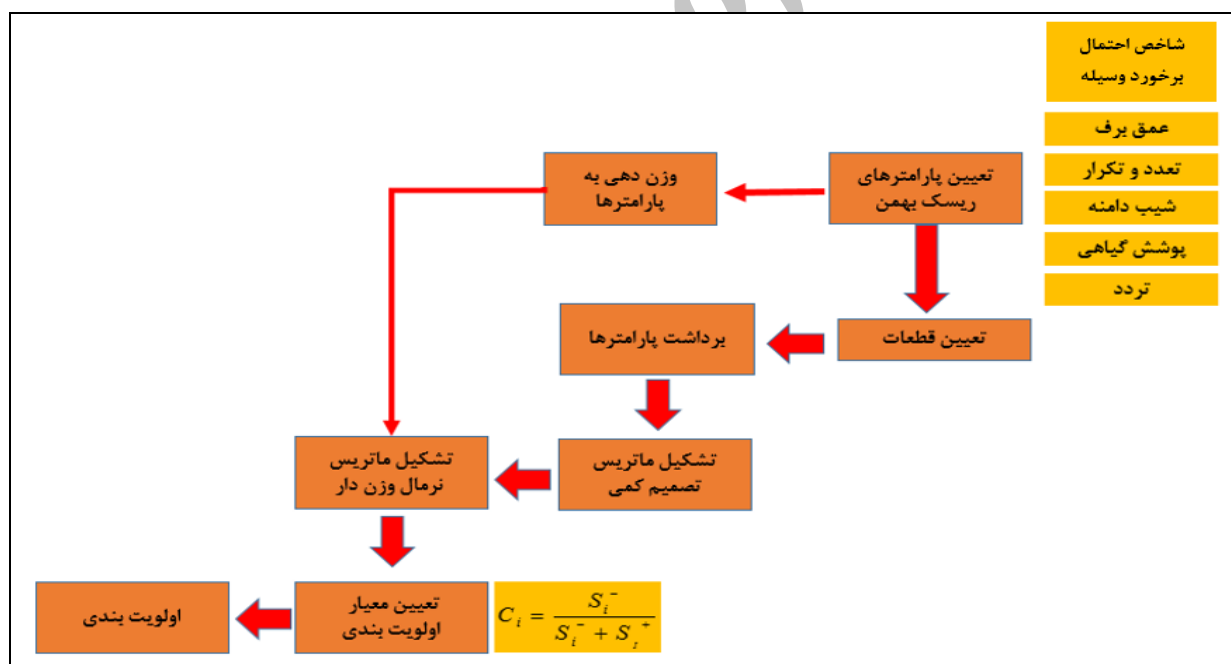 شاخص احتمال
برخورد وسیله
عمق برف
تعدد و تکرار
شیب دامنه
پوشش گیاهی
تردد
تعیین پارامترهای
ریسک بهمن
وزن دهی به
پارامترها
تعیین قطعات
برداشت پارامترها
تشکیل ماتریس
تصمیم کمی
تشکیل ماتریس
نرمال وزن دار
تعیین معیار
اولویت بندی
C_i = S_i^- / (S_i^- + S_i^+)
اولویت بندی